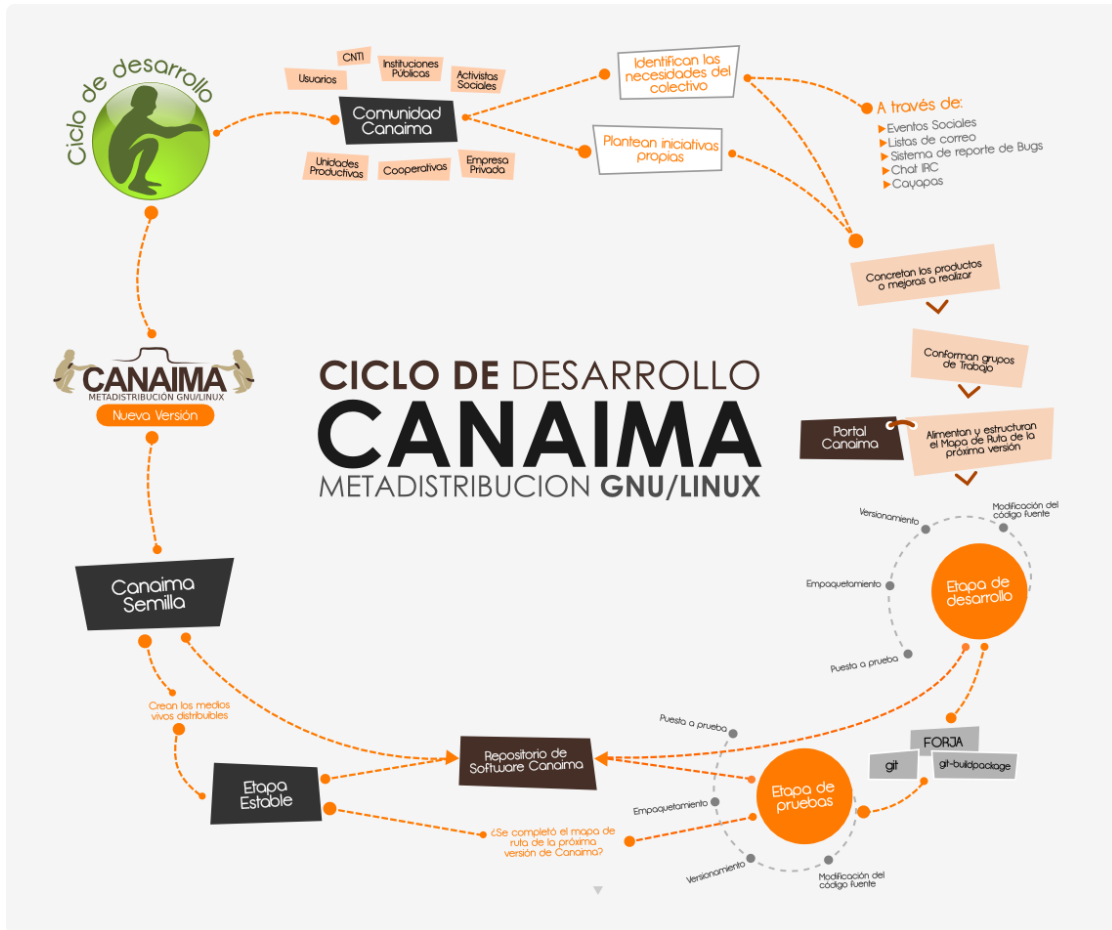 Ciclo de desarrollo
CNTI
Usuarios
Instituciones
Públicas
Activistas
Sociales
Comunidad
Canaima
Unidades
Productivas
Cooperativas
Empresa
Privada
Identifican las
necesidades del
colectivo
Plantean iniciativas
propias
A través de:
Eventos Sociales
Listas de correo
Sistema de reporte de Bugs
Chat IRC
Cayapas
Concretan los productos
o mejoras a realizar
Conforman grupos
de Trabajo
Portal
Canaima
Alimentan y estructuran
el Mapa de Ruta de la
próxima versión
CANAIMA
METADISTRIBUCIÓN GNU/LINUX
Nueva Versión
CICLO DE DESARROLLO
CANAIMA
METADISTRIBUCION GNU/LINUX
Modificación del
código fuente
Versionamiento
Empaquetamiento
Puesta a prueba
Etapa de
desarrollo
FORJA
git
git-buildpackage
Canaima
Semilla
Crean los medios
vivos distribuibles
Etapa
Estable
Repositorio de
Software Canaima
¿Se completó el mapa de
ruta de la próxima
versión de Canaima?
Puesta a prueba
Empaquetamiento
Versionamiento
Modificación del
código fuente
Etapa de
pruebas